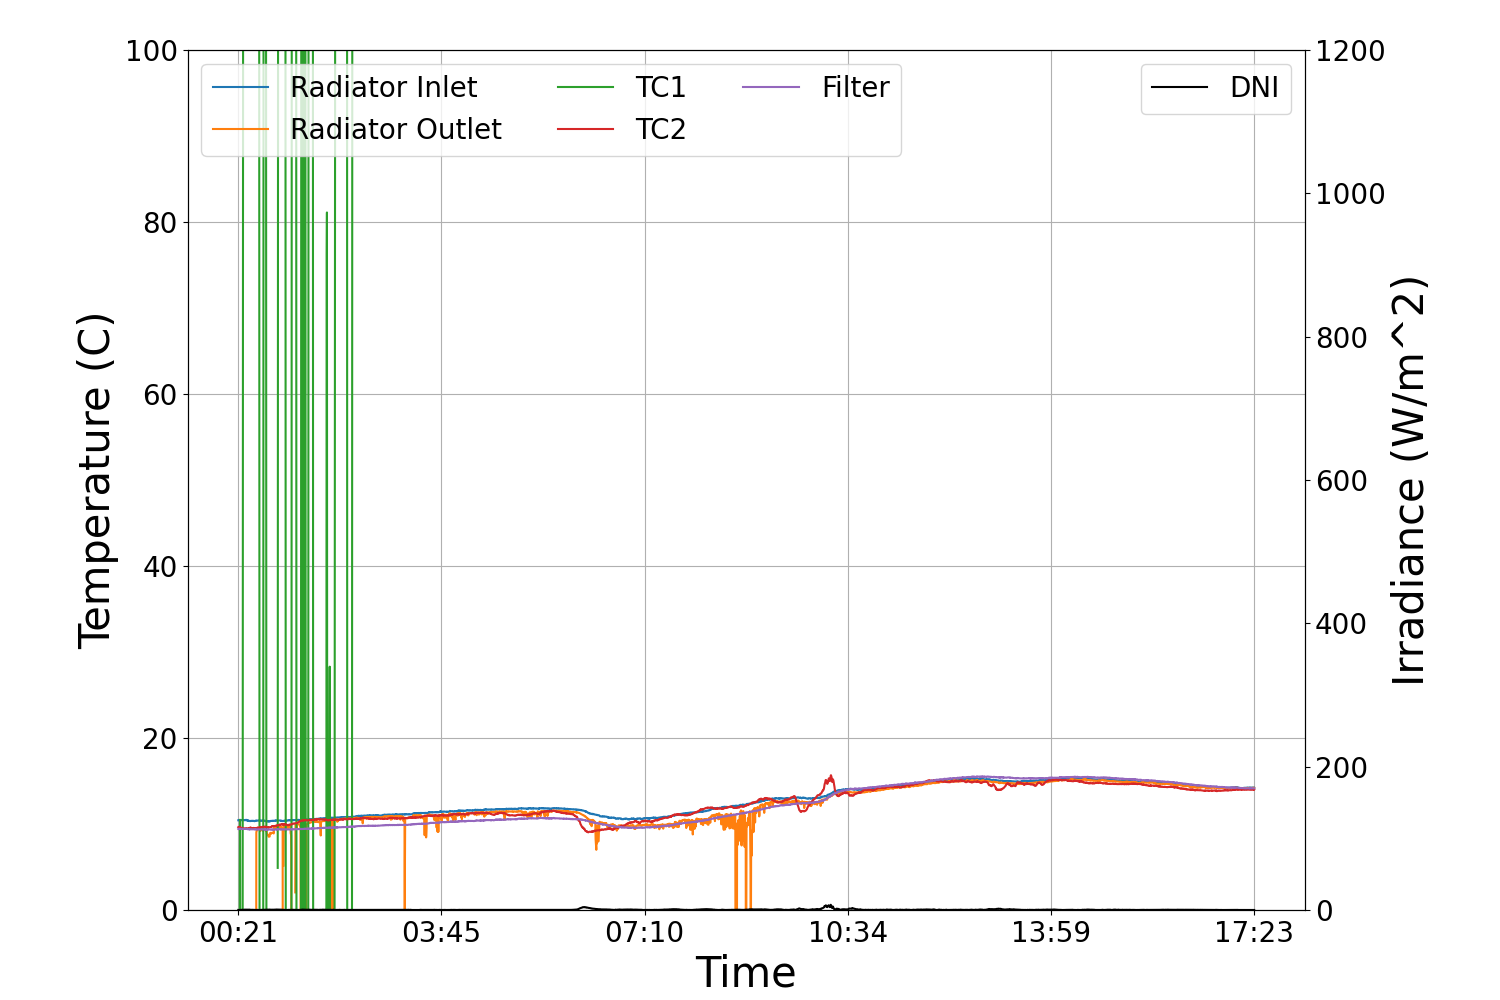 Radiator Inlet
Radiator Outlet
TC1
TC2
Filter
DNI
Temperature (C)
100
80
60
40
20
0
1200
1000
800
600
400
200
0
Irradiance (W/m^2)
00:21 03:45 07:10 10:34 13:59 17:23
Time